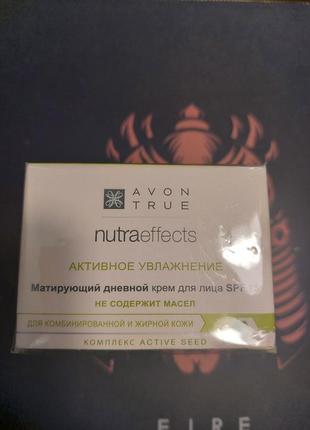 AVON
TRUE
nutraeffects
АКТИВНОЕ УВЛАЖНЕНИЕ
Матирующий дневной крем для лица
НЕ СОДЕРЖИТ МАСЕЛ
ДЛЯ КОМБИНИРОВАННОЙ И ЖИРНОЙ КОЖИ
КОМПЛЕКС ACTIVE SEED
FIRE